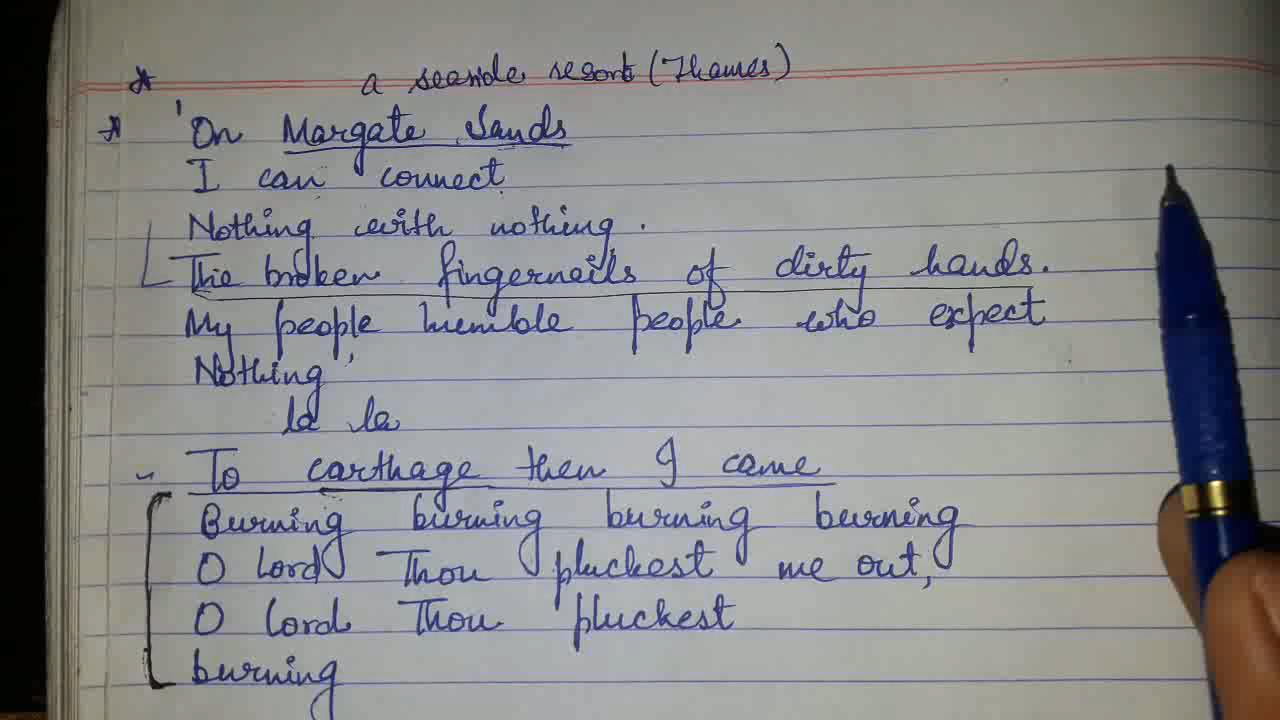 a seaside resort (Thames)
'On Margate Sands
I can connect
Nothing with nothing.
The broken fingernails of dirty hands.
My people humble people who expect
Nothing'
la la
To carthage then I came
Burning burning burning burning
O Lord Thou pluckest me out,
O lord Thou pluckest
burning